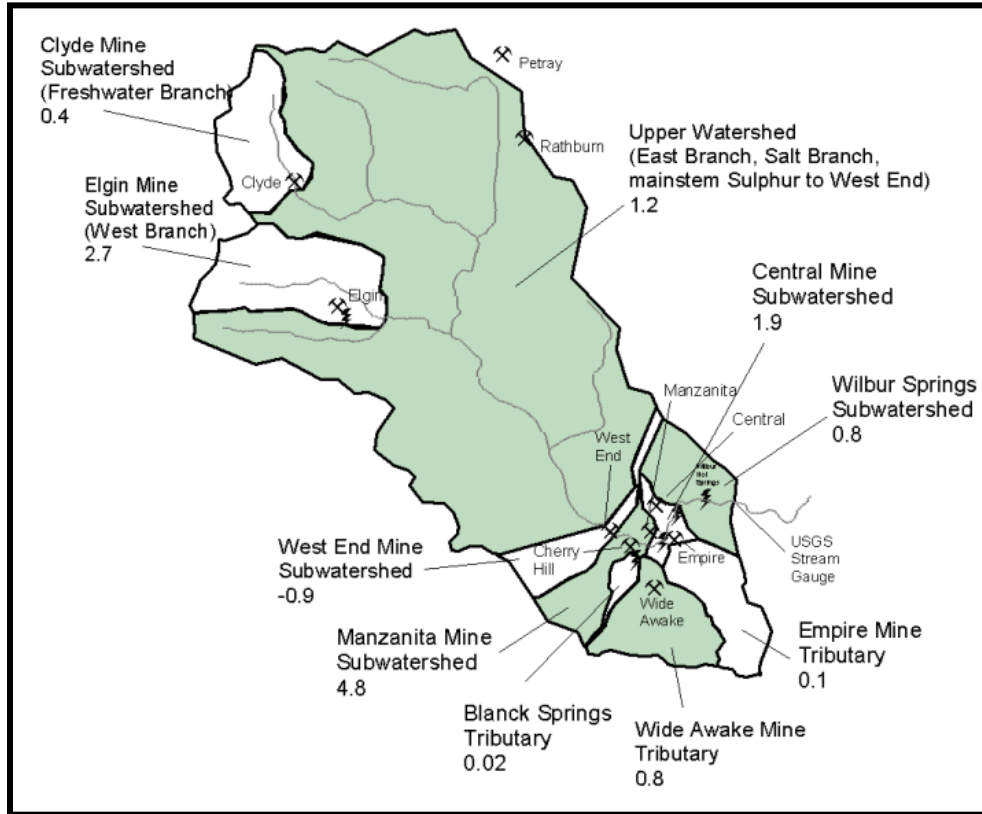 Clyde Mine
Subwatershed
(Freshwater Branch)
0.4
Petray
Rathburn
Upper Watershed
(East Branch, Salt Branch,
mainstem Sulphur to West End)
1.2
Clyde
Elgin Mine
Subwatershed
(West Branch)
2.7
Elgin
Central Mine
Subwatershed
1.9
Manzanita
Central
Wilbur Springs
Subwatershed
0.8
West
End
Wilbur
Hot
Springs
USGS
Stream
Gauge
West End Mine
Subwatershed
-0.9
Cherry
Hill
Empire
Wide
Awake
Manzanita Mine
Subwatershed
4.8
Empire Mine
Tributary
0.1
Blanck Springs
Tributary
0.02
Wide Awake Mine
Tributary
0.8